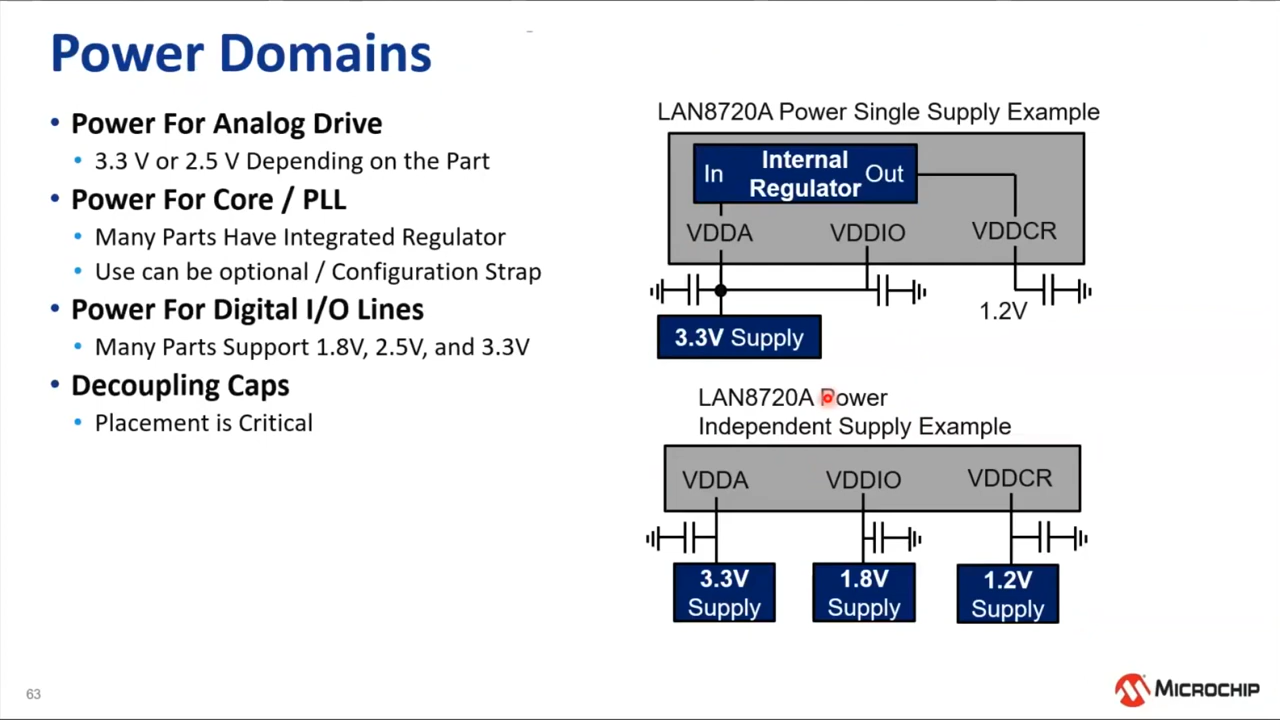 Power Domains
• Power For Analog Drive
• 3.3 V or 2.5 V Depending on the Part
• Power For Core / PLL
• Many Parts Have Integrated Regulator
• Use can be optional / Configuration Strap
• Power For Digital I/O Lines
• Many Parts Support 1.8V, 2.5V, and 3.3V
• Decoupling Caps
• Placement is Critical
LAN8720A Power Single Supply Example
In Internal Regulator Out
VDDA VDDIO VDDCR
1.2V
3.3V Supply
LAN8720A Power
Independent Supply Example
VDDA VDDIO VDDCR
3.3V 1.8V 1.2V
Supply Supply Supply
63
MICROCHIP